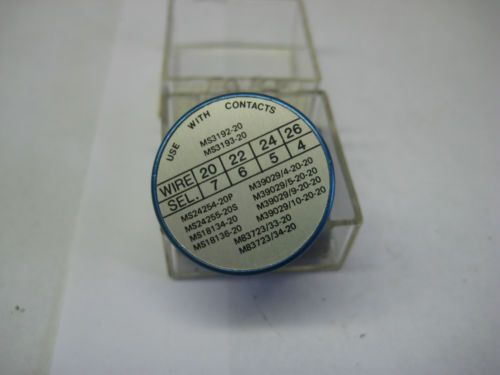 USE WITH CONTACTS
MS3192-20
MS3193-20
WIRE 20 22 24 26
SEL. 7 6 5 4
MS24254-20P
MS24255-20S
MS18134-20
MS18136-20
M39029/4-20-20
M39029/5-20-20
M39029/9-20-20
M39029/10-20-20
M83723/33-20
M83723/34-20